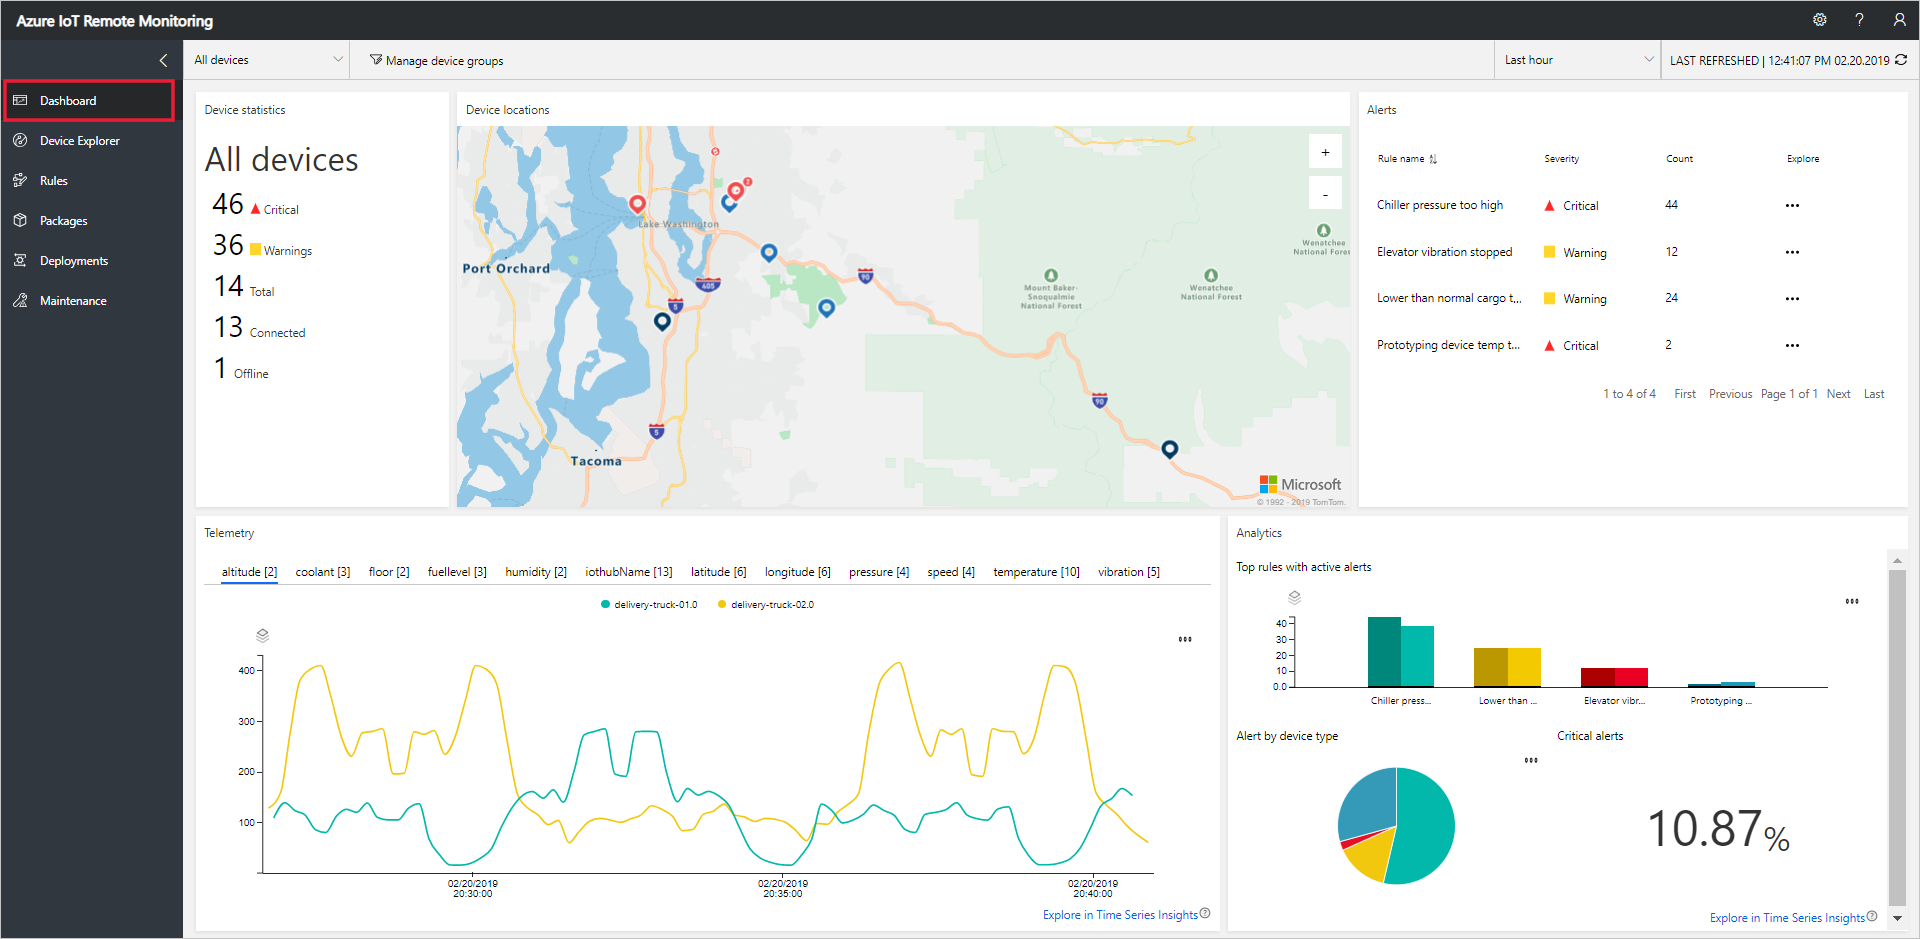 Azure IoT Remote Monitoring
?
All devices
Manage device groups
Last hour
LAST REFRESHED | 12:41:07 PM 02.20.2019
Dashboard
Device Explorer
Rules
Packages
Deployments
Maintenance
Device statistics
All devices
46 Critical
36 Warnings
14 Total
13 Connected
1 Offline
Device locations
+
-
5
2
Lake Washington
Port Orchard
405
90
5
Wenatchee
National Fores
Mount Baker-
Snoqualmie
National Forest
Wenatchee
National Forest
90
5
Tacoma
Microsoft
© 1992 - 2019 TomTom.
Alerts
Rule name Severity Count Explore
Chiller pressure too high Critical 44 •••
Elevator vibration stopped Warning 12 •••
Lower than normal cargo t... Warning 24 •••
Prototyping device temp t... Critical 2 •••
1 to 4 of 4 First Previous Page 1 of 1 Next Last
Telemetry
altitude [2] coolant [3] floor [2] fuellevel [3] humidity [2] iothubName [13] latitude [6] longitude [6] pressure [4] speed [4] temperature [10] vibration [5]
delivery-truck-01.0 delivery-truck-02.0
400
300
200
100
02/20/2019 02/20/2019 02/20/2019
20:30:00 20:35:00 20:40:00
Explore in Time Series Insights
Analytics
Top rules with active alerts
40
30
20
10
0.0
Chiller press... Lower than ... Elevator vibr... Prototyping ...
Alert by device type
Critical alerts
10.87%
Explore in Time Series Insights